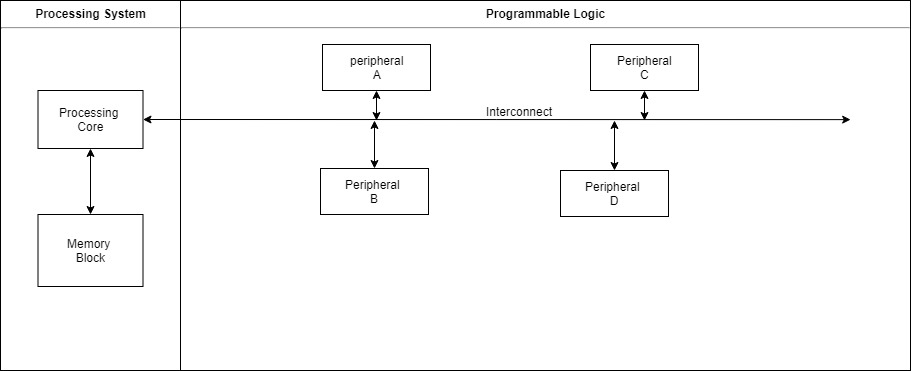 Processing System
Programmable Logic
peripheral
A
Peripheral
C
Processing
Core
Interconnect
Peripheral
B
Peripheral
D
Memory
Block